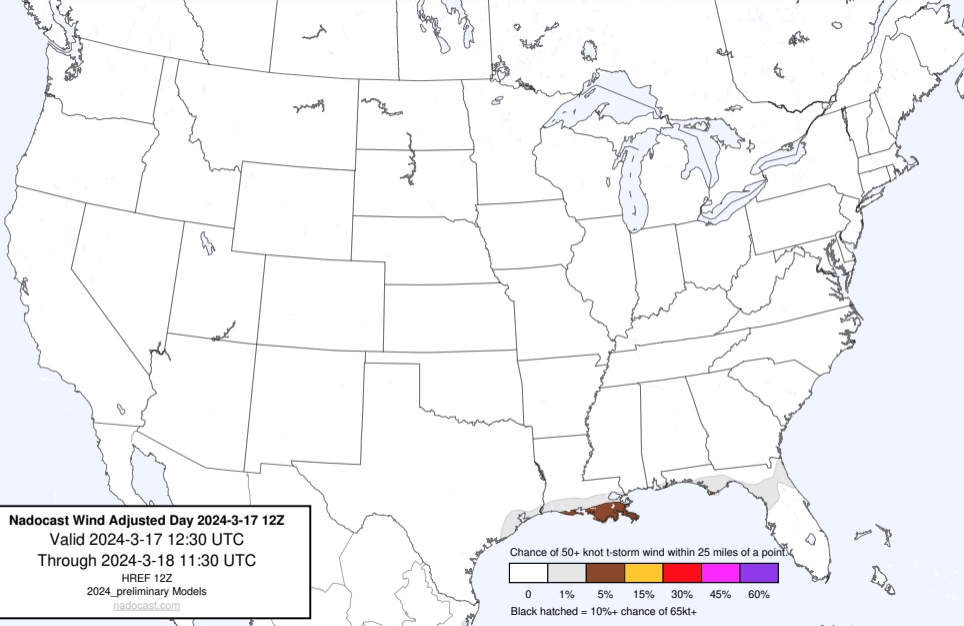 Nadocast Wind Adjusted Day 2024-3-17 12Z
Valid 2024-3-17 12:30 UTC
Through 2024-3-18 11:30 UTC
HREF 12Z
2024_preliminary Models
nadocast.com
Chance of 50+ knot t-storm wind within 25 miles of a point.
0 1% 5% 15% 30% 45% 60%
Black hatched = 10%+ chance of 65kt+